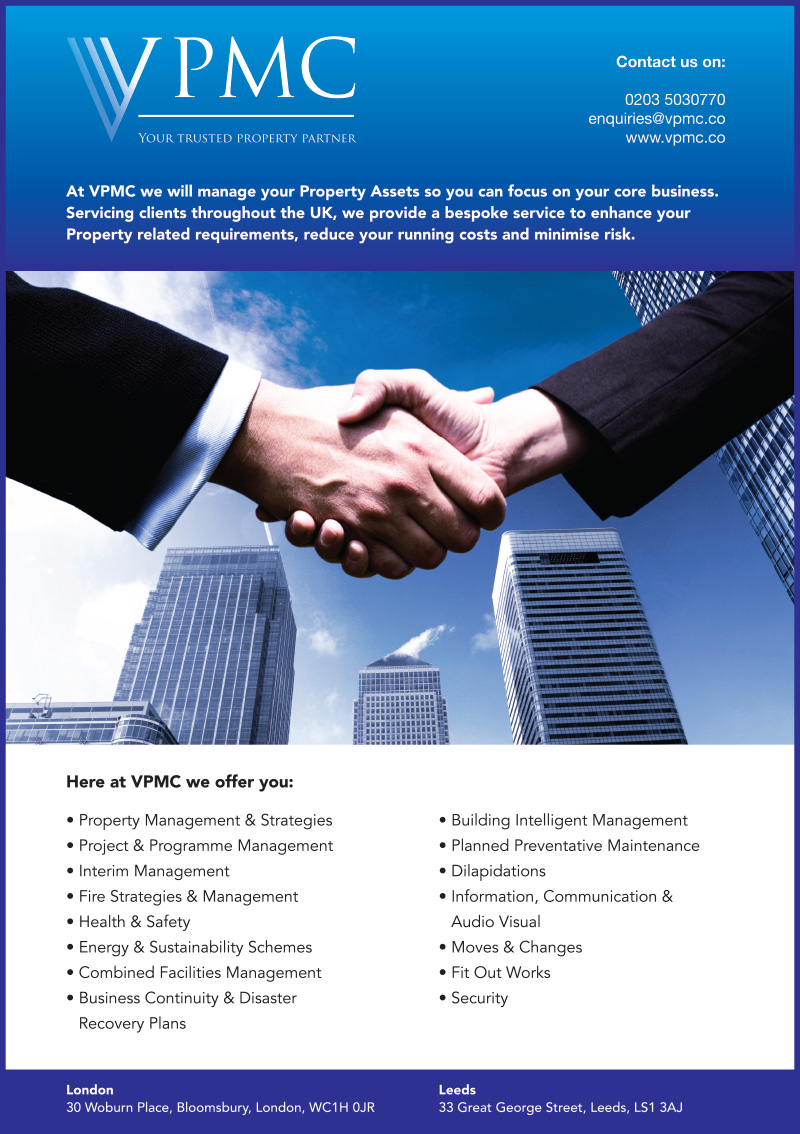 VPMC
Your trusted property partner
Contact us on:
0203 5030770
enquiries@vpmc.co
www.vpmc.co
At VPMC we will manage your Property Assets so you can focus on your core business.
Servicing clients throughout the UK, we provide a bespoke service to enhance your
Property related requirements, reduce your running costs and minimise risk.
Here at VPMC we offer you:
• Property Management & Strategies
• Project & Programme Management
• Interim Management
• Fire Strategies & Management
• Health & Safety
• Energy & Sustainability Schemes
• Combined Facilities Management
• Business Continuity & Disaster
Recovery Plans
• Building Intelligent Management
• Planned Preventative Maintenance
• Dilapidations
• Information, Communication &
Audio Visual
• Moves & Changes
• Fit Out Works
• Security
London
30 Woburn Place, Bloomsbury, London, WC1H 0JR
Leeds
33 Great George Street, Leeds, LS1 3AJ